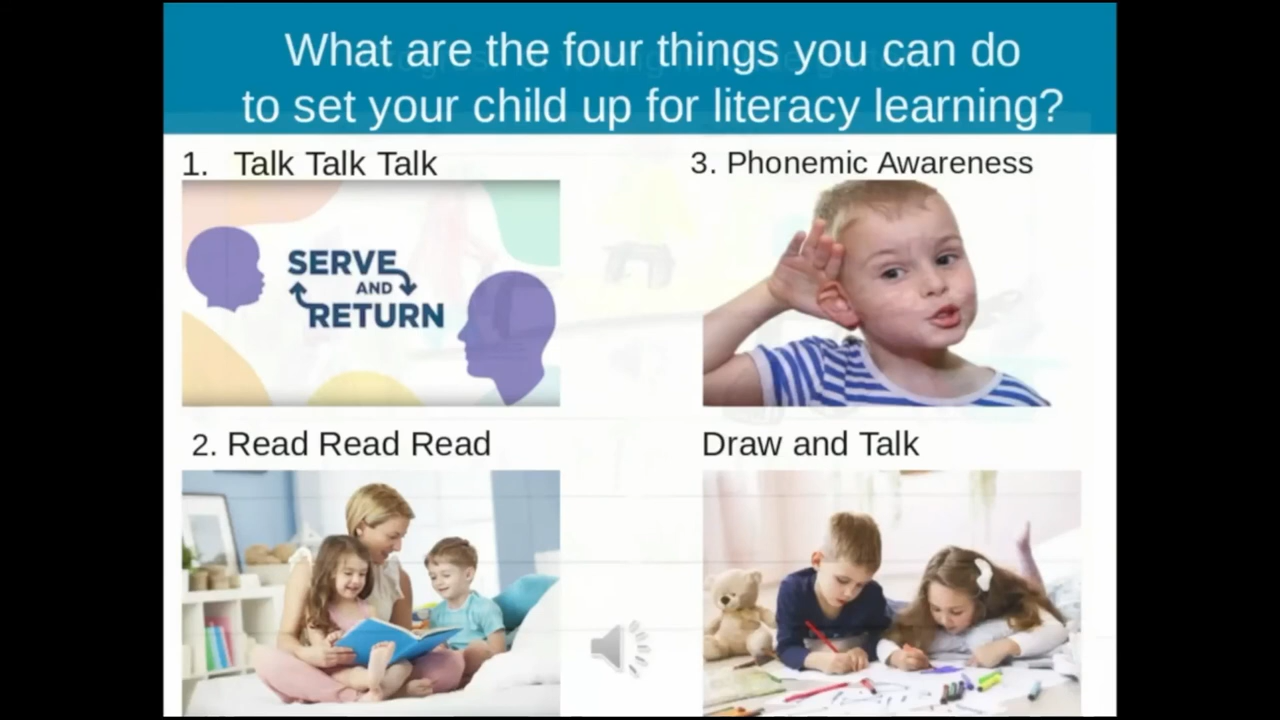 What are the four things you can do
to set your child up for literacy learning?
1. Talk Talk Talk
SERVE
AND
RETURN
2. Read Read Read
3. Phonemic Awareness
Draw and Talk